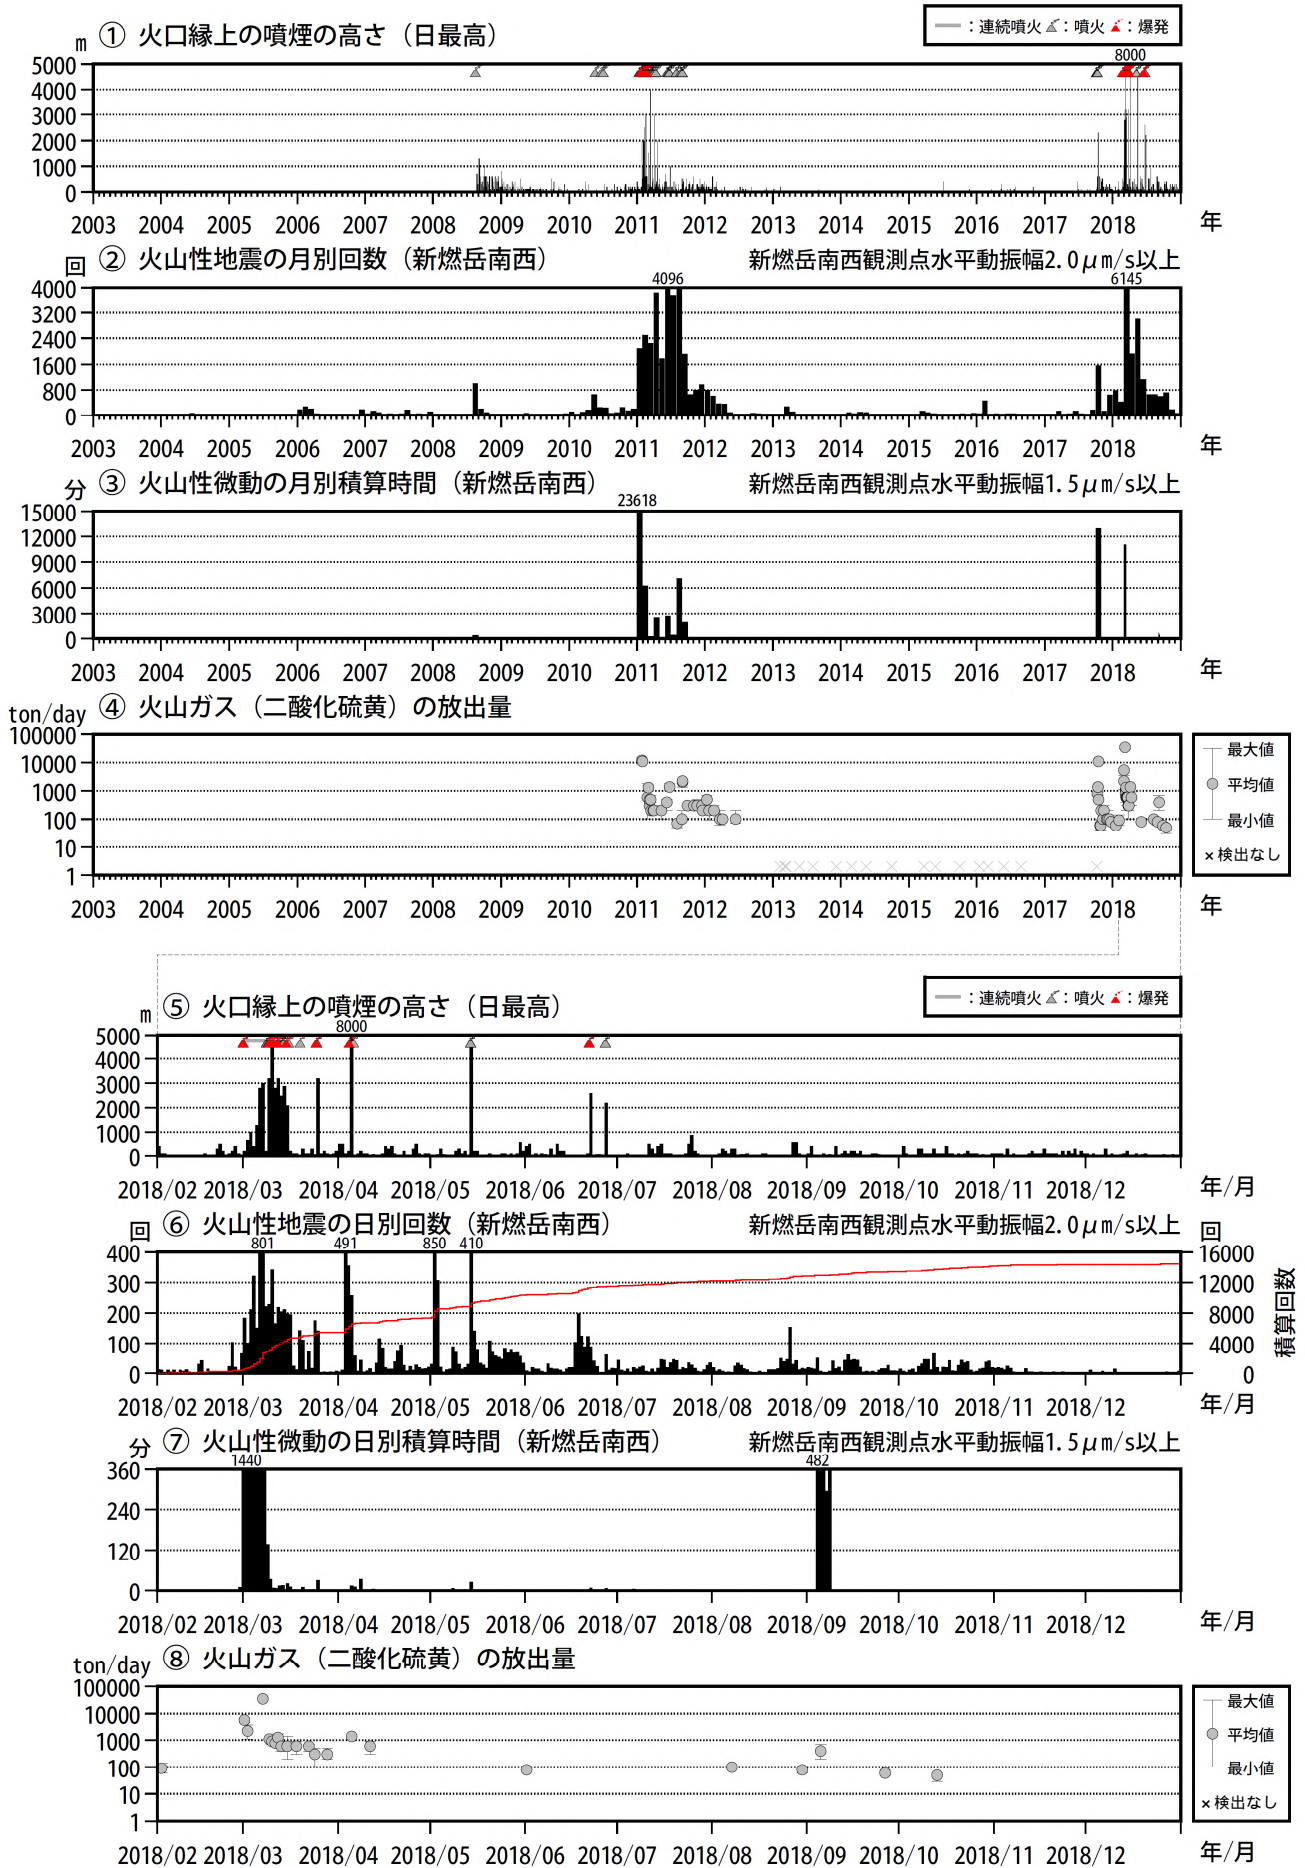 ① 火口縁上の噴煙の高さ（日最高）
━：連続噴火 ：噴火 ：爆発
m
8000
5000
4000
3000
2000
1000
0
2003 2004 2005 2006 2007 2008 2009 2010 2011 2012 2013 2014 2015 2016 2017 2018 年
回 ② 火山性地震の月別回数（新燃岳南西） 新燃岳南西観測点水平動振幅2.0μm/s以上
4096 6145
4000
3200
2400
1600
800
0
2003 2004 2005 2006 2007 2008 2009 2010 2011 2012 2013 2014 2015 2016 2017 2018 年
分 ③ 火山性微動の月別積算時間（新燃岳南西） 新燃岳南西観測点水平動振幅1.5μm/s以上
23618
15000
12000
9000
6000
3000
0
2003 2004 2005 2006 2007 2008 2009 2010 2011 2012 2013 2014 2015 2016 2017 2018 年
ton/day ④ 火山ガス（二酸化硫黄）の放出量
100000
10000
1000
100
10
1
最大値
平均値
最小値
×検出なし
2003 2004 2005 2006 2007 2008 2009 2010 2011 2012 2013 2014 2015 2016 2017 2018 年
━：連続噴火 ：噴火 ：爆発
m ⑤ 火口縁上の噴煙の高さ（日最高）
8000
5000
4000
3000
2000
1000
0
2018/02 2018/03 2018/04 2018/05 2018/06 2018/07 2018/08 2018/09 2018/10 2018/11 2018/12 年/月
回 ⑥ 火山性地震の日別回数（新燃岳南西） 新燃岳南西観測点水平動振幅2.0μm/s以上 回
801 491 850 410
400 16000
300 12000
200 8000
100 4000
0 0
積算回数
2018/02 2018/03 2018/04 2018/05 2018/06 2018/07 2018/08 2018/09 2018/10 2018/11 2018/12 年/月
分 ⑦ 火山性微動の日別積算時間（新燃岳南西） 新燃岳南西観測点水平動振幅1.5μm/s以上
1440 482
360
240
120
0
2018/02 2018/03 2018/04 2018/05 2018/06 2018/07 2018/08 2018/09 2018/10 2018/11 2018/12 年/月
ton/day ⑧ 火山ガス（二酸化硫黄）の放出量
100000
10000
1000
100
10
1
最大値
平均値
最小値
×検出なし
2018/02 2018/03 2018/04 2018/05 2018/06 2018/07 2018/08 2018/09 2018/10 2018/11 2018/12 年/月